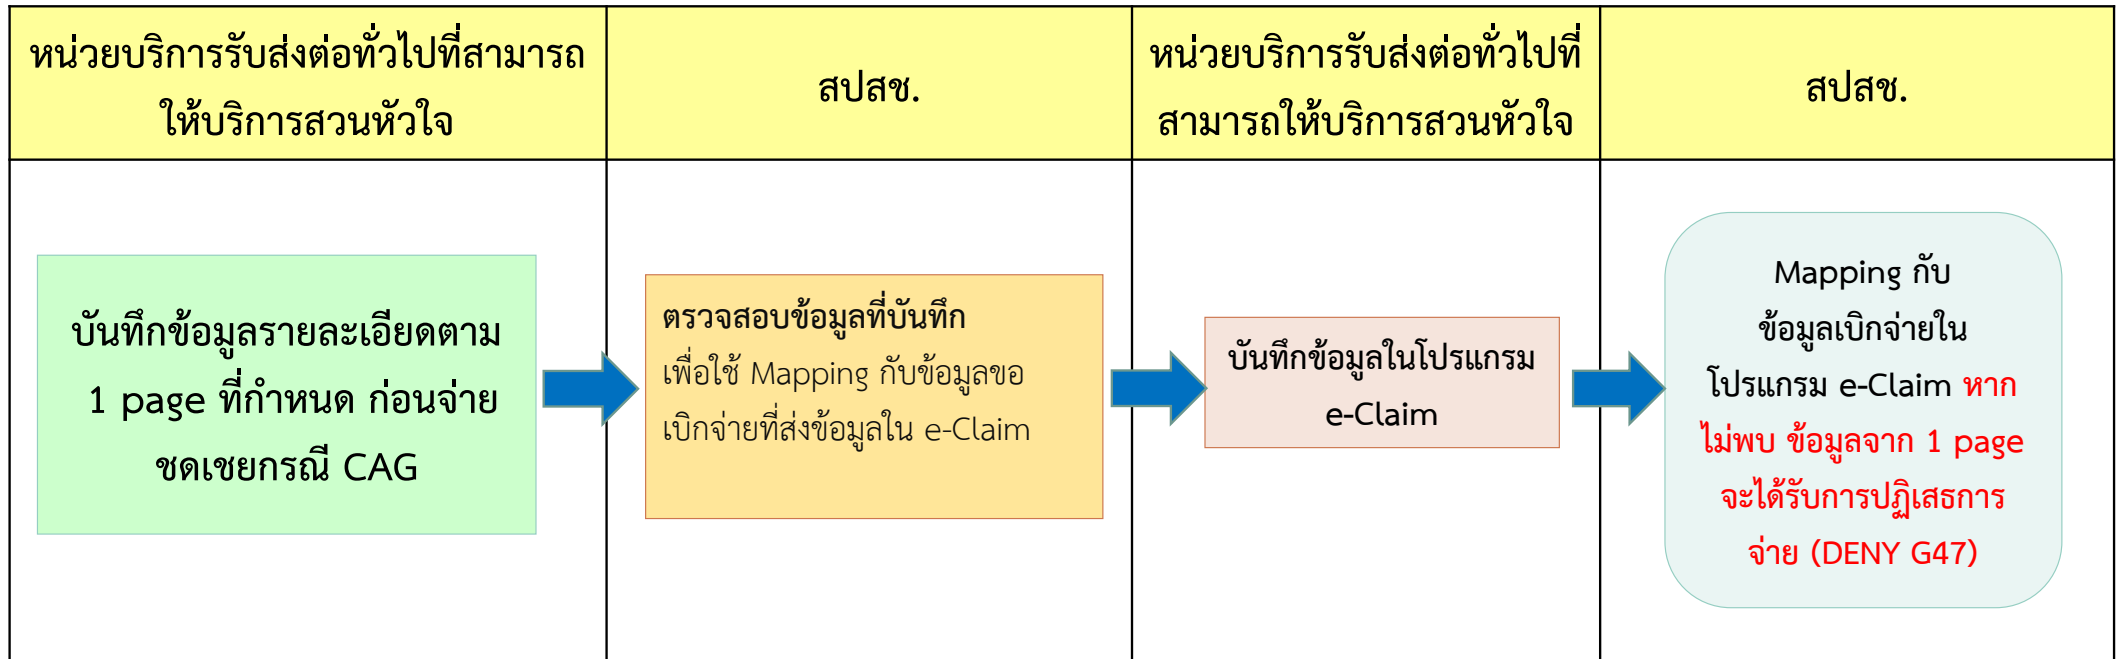 หน่วยบริการรับส่งต่อทั่วไปที่สามารถ
ให้บริการสวนหัวใจ
สปสช.
หน่วยบริการรับส่งต่อทั่วไปที่
สามารถให้บริการสวนหัวใจ
สปสช.
บันทึกข้อมูลรายละเอียดตาม
1 page ที่กำหนด ก่อนจ่าย
ชดเชยกรณี CAG
ตรวจสอบข้อมูลที่บันทึก
เพื่อใช้ Mapping กับข้อมูลขอ
เบิกจ่ายที่ส่งข้อมูลใน e-Claim
บันทึกข้อมูลในโปรแกรม
e-Claim
Mapping กับ
ข้อมูลเบิกจ่ายใน
โปรแกรม e-Claim หาก
ไม่พบ ข้อมูลจาก 1 page
จะได้รับการปฏิเสธการ
จ่าย (DENY G47)